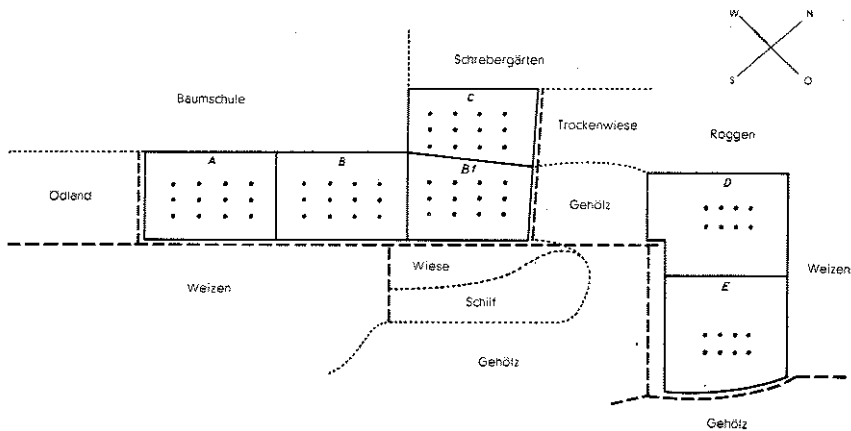 W N
S O
Schrebergärten
Baumschule
C
Trockenwiese
Roggen
A B B1
D
Ödland
Gehölz
Wiese
Weizen
Weizen
E
Schilf
Gehölz
Gehölz